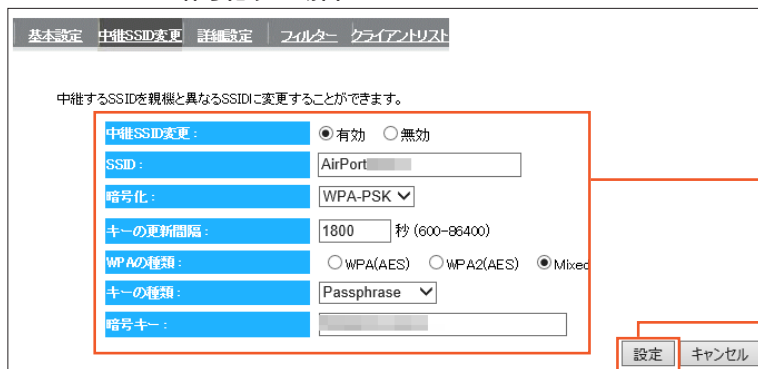 基本設定 中継SSID変更 詳細設定 フィルター クライアントリスト
中継するSSIDを親機と異なるSSIDに変更することができます。
中継SSID変更： 有効 無効
SSID： AirPort
暗号化： WPA-PSK
キーの更新間隔： 1800 秒 (600-86400)
WPAの種類： WPA(AES) WPA2(AES) Mixed
キーの種類： Passphrase
暗号キー：
設定 キャンセル